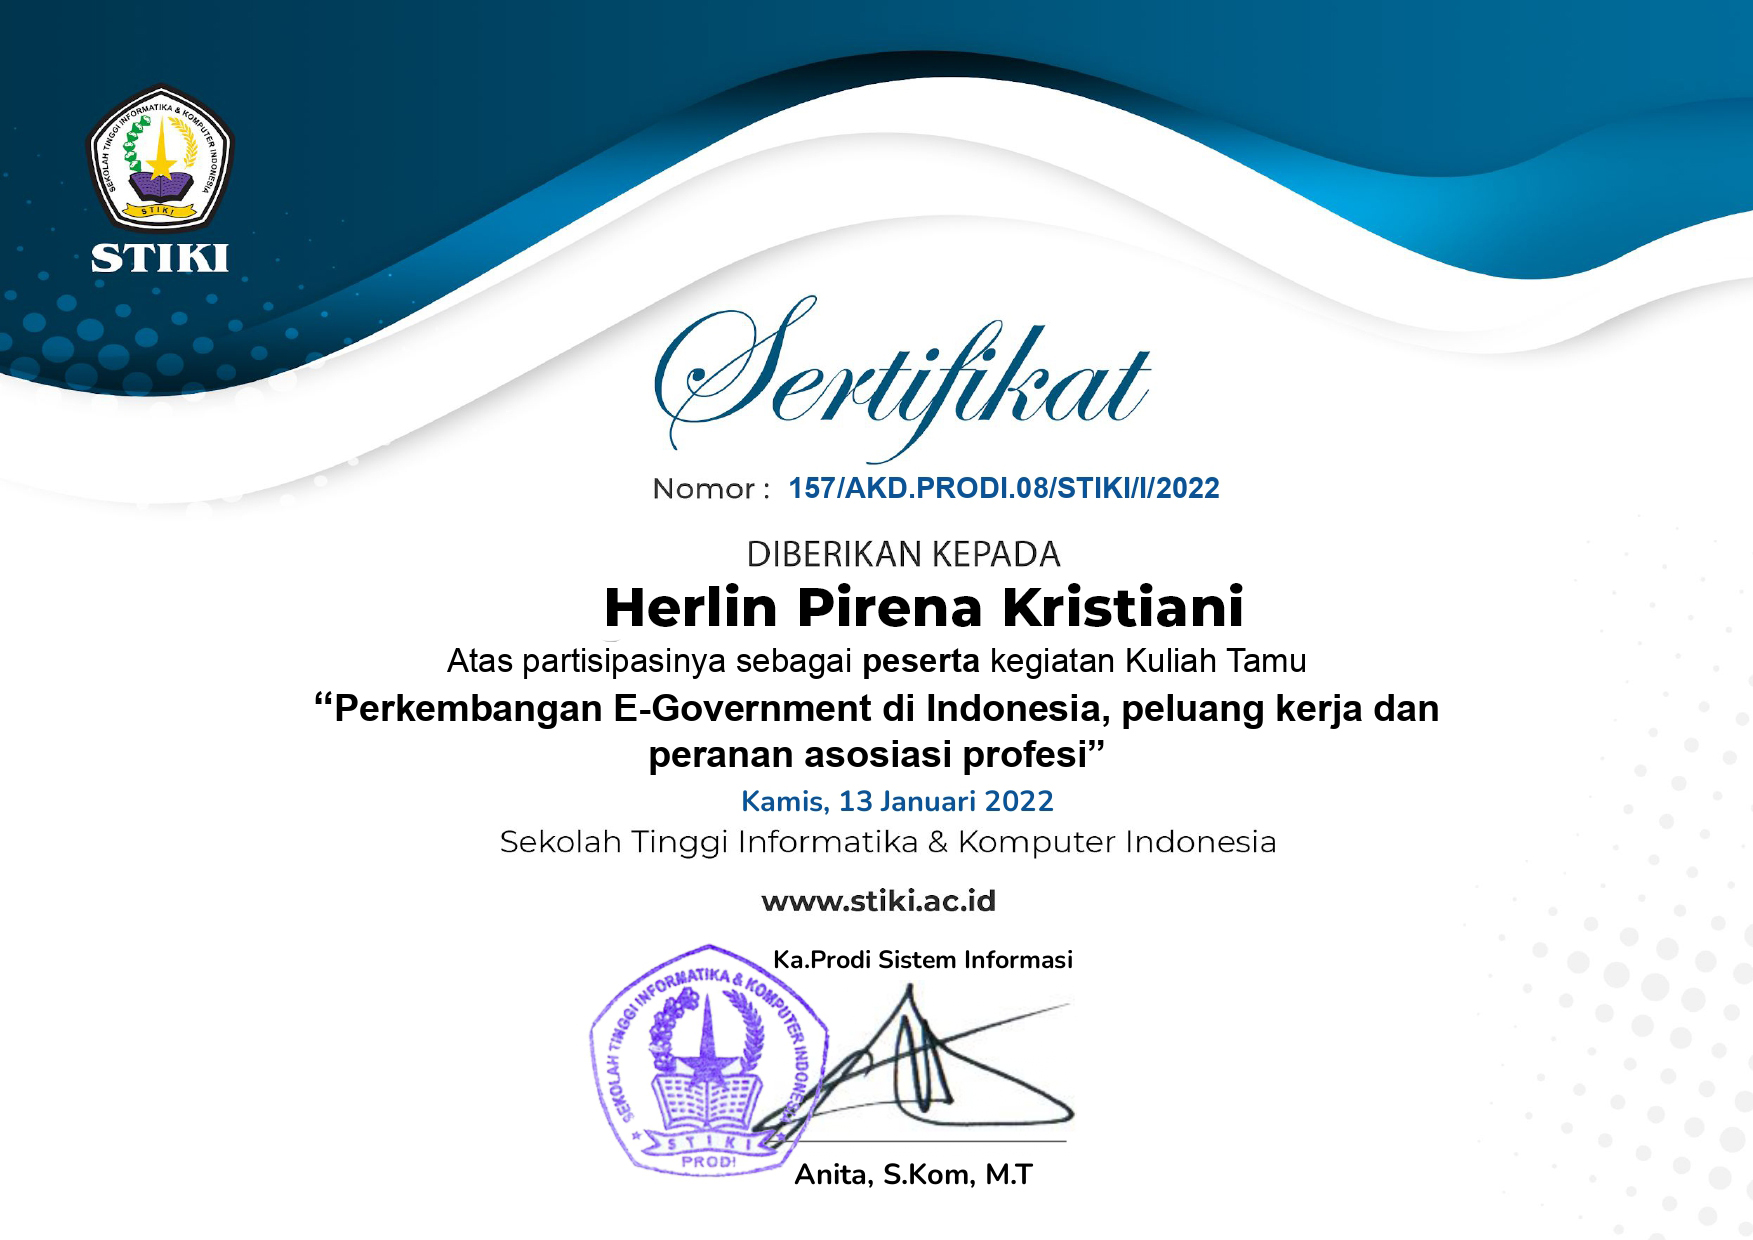 SEKOLAH TINGGI INFORMATIKA & KOMPUTER INDONESIA
STIKI
STIKI
Sertifikat
Nomor : 157/AKD.PRODI.08/STIKI/I/2022
DIBERIKAN KEPADA
Herlin Pirena Kristiani
Atas partisipasinya sebagai peserta kegiatan Kuliah Tamu
“Perkembangan E-Government di Indonesia, peluang kerja dan
peranan asosiasi profesi”
Kamis, 13 Januari 2022
Sekolah Tinggi Informatika & Komputer Indonesia
www.stiki.ac.id
Ka.Prodi Sistem Informasi
SEKOLAH TINGGI INFORMATIKA & KOMPUTER INDONESIA
STIKI
PRODI
Anita, S.Kom, M.T